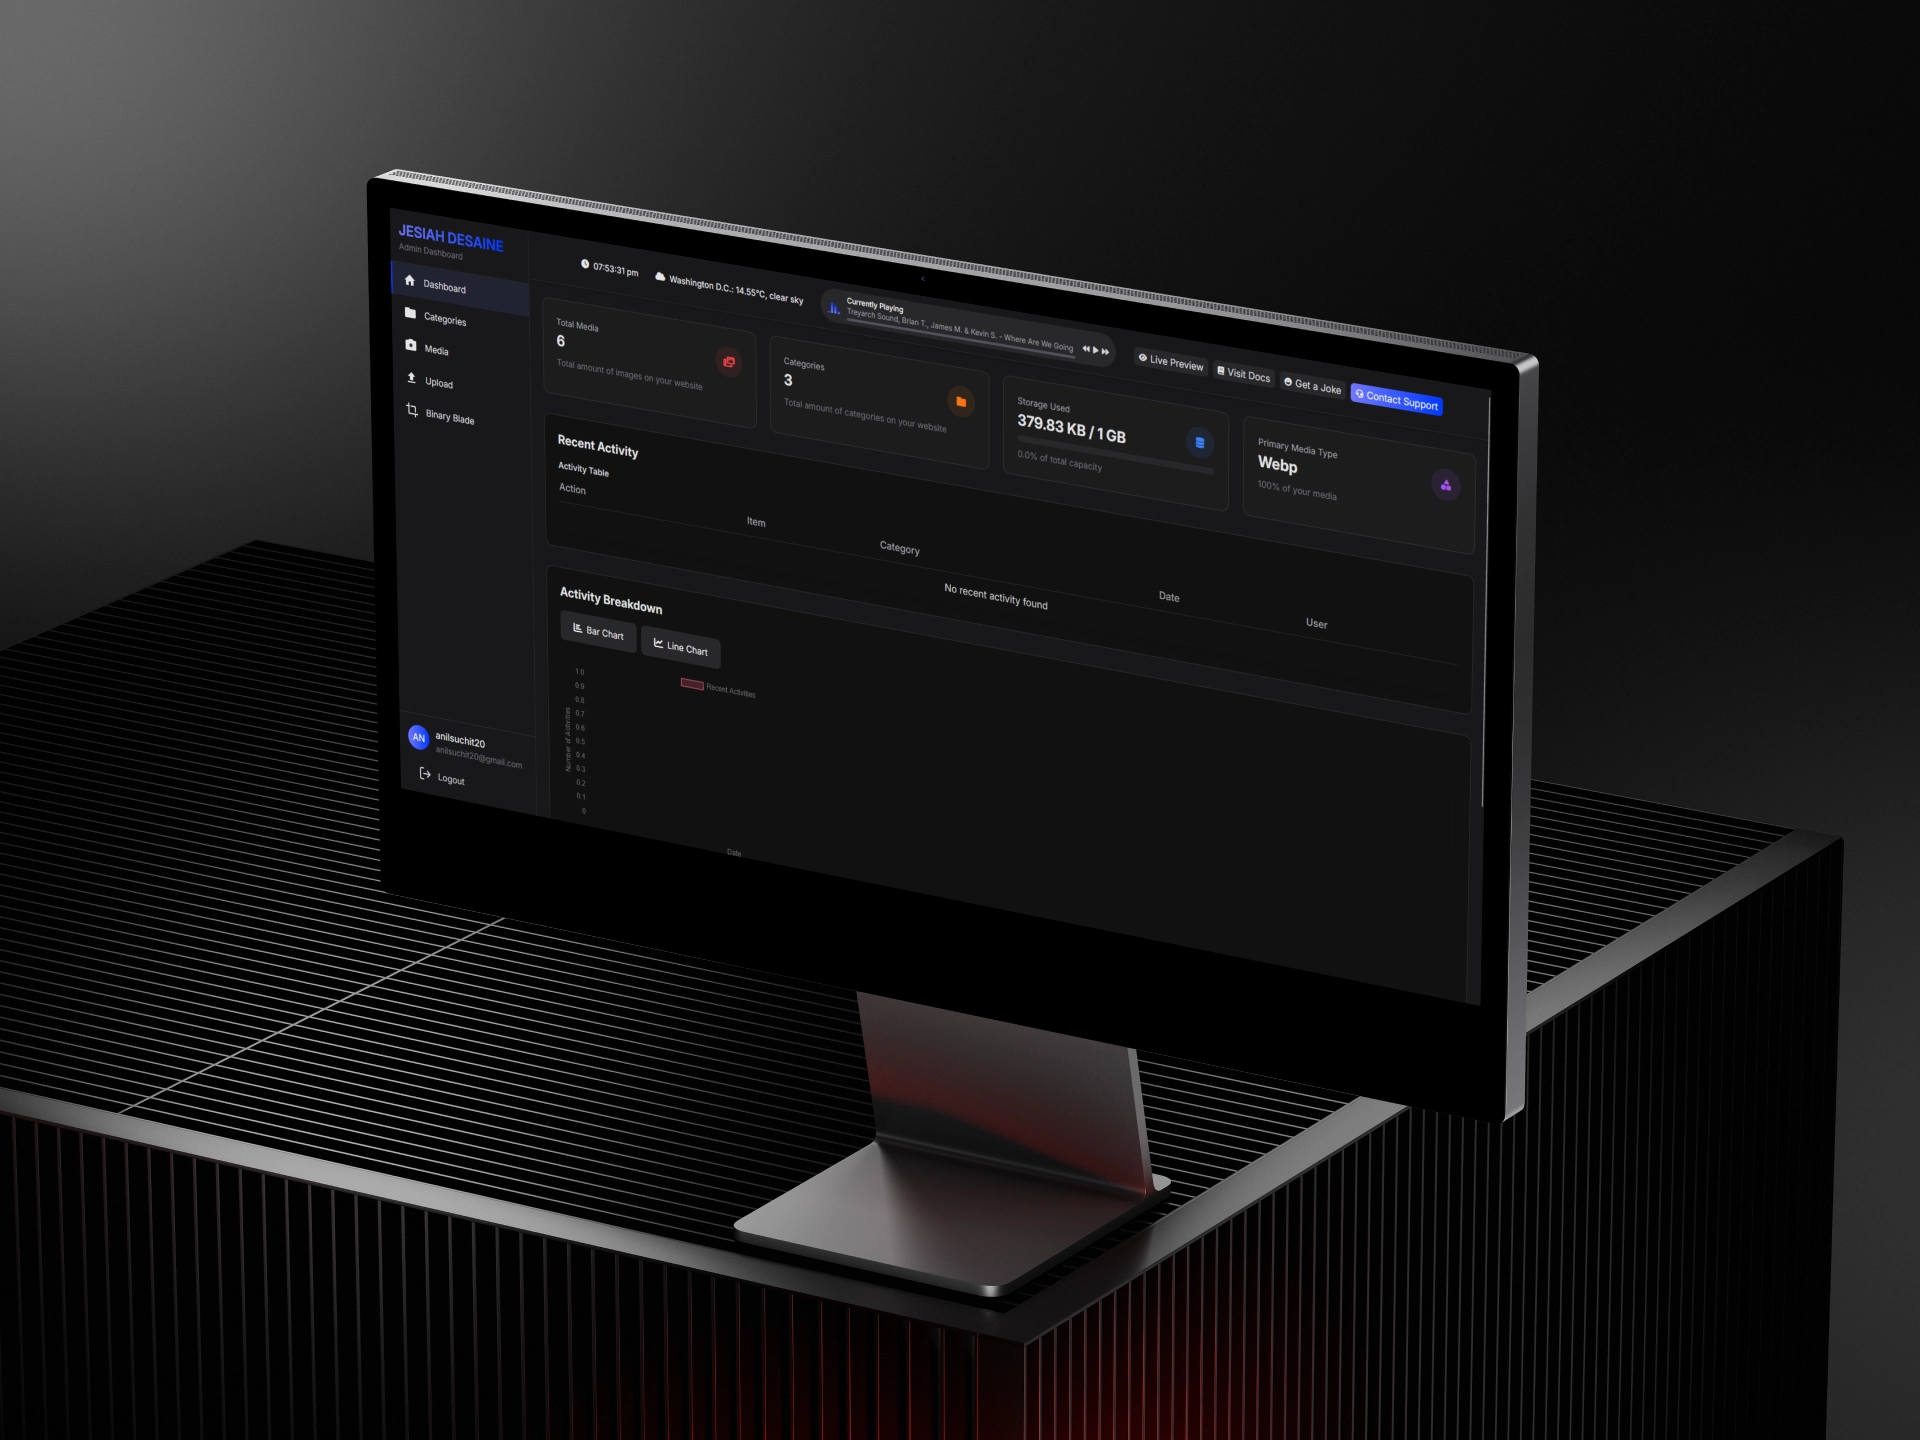 JESIAH DESAINE
Admin Dashboard
Dashboard
Categories
Media
Upload
Binary Blade
AN
anilsuchit20
anilsuchit20@gmail.com
Logout
07:53:31 pm
Washington D.C.: 14.55°C, clear sky
Currently Playing
Treyarch Sound, Brian T., James M. & Kevin S. - Where Are We Going
Live Preview
Visit Docs
Get a Joke
Contact Support
Total Media
6
Total amount of images on your website
Categories
3
Total amount of categories on your website
Storage Used
379.83 KB / 1 GB
0.0% of total capacity
Primary Media Type
Webp
100% of your media
Recent Activity
Activity Table
Action Item Category Date User
No recent activity found
Activity Breakdown
Bar Chart
Line Chart
Recent Activities
1.0
0.9
0.8
0.7
0.6
0.5
0.4
0.3
0.2
0.1
0
Number of Activities
Date